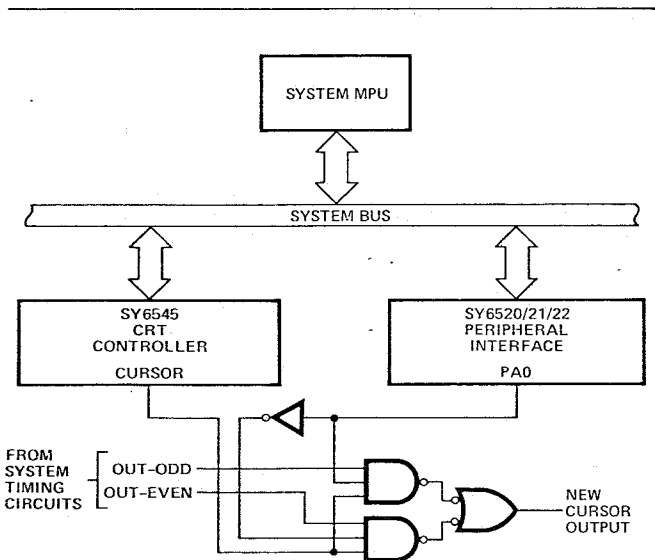 SYSTEM MPU
SYSTEM BUS
SY6545
CRT
CONTROLLER
CURSOR
SY6520/21/22
PERIPHERAL
INTERFACE
PA0
FROM
SYSTEM
TIMING
CIRCUITS
OUT-ODD
OUT-EVEN
NEW
CURSOR
OUTPUT